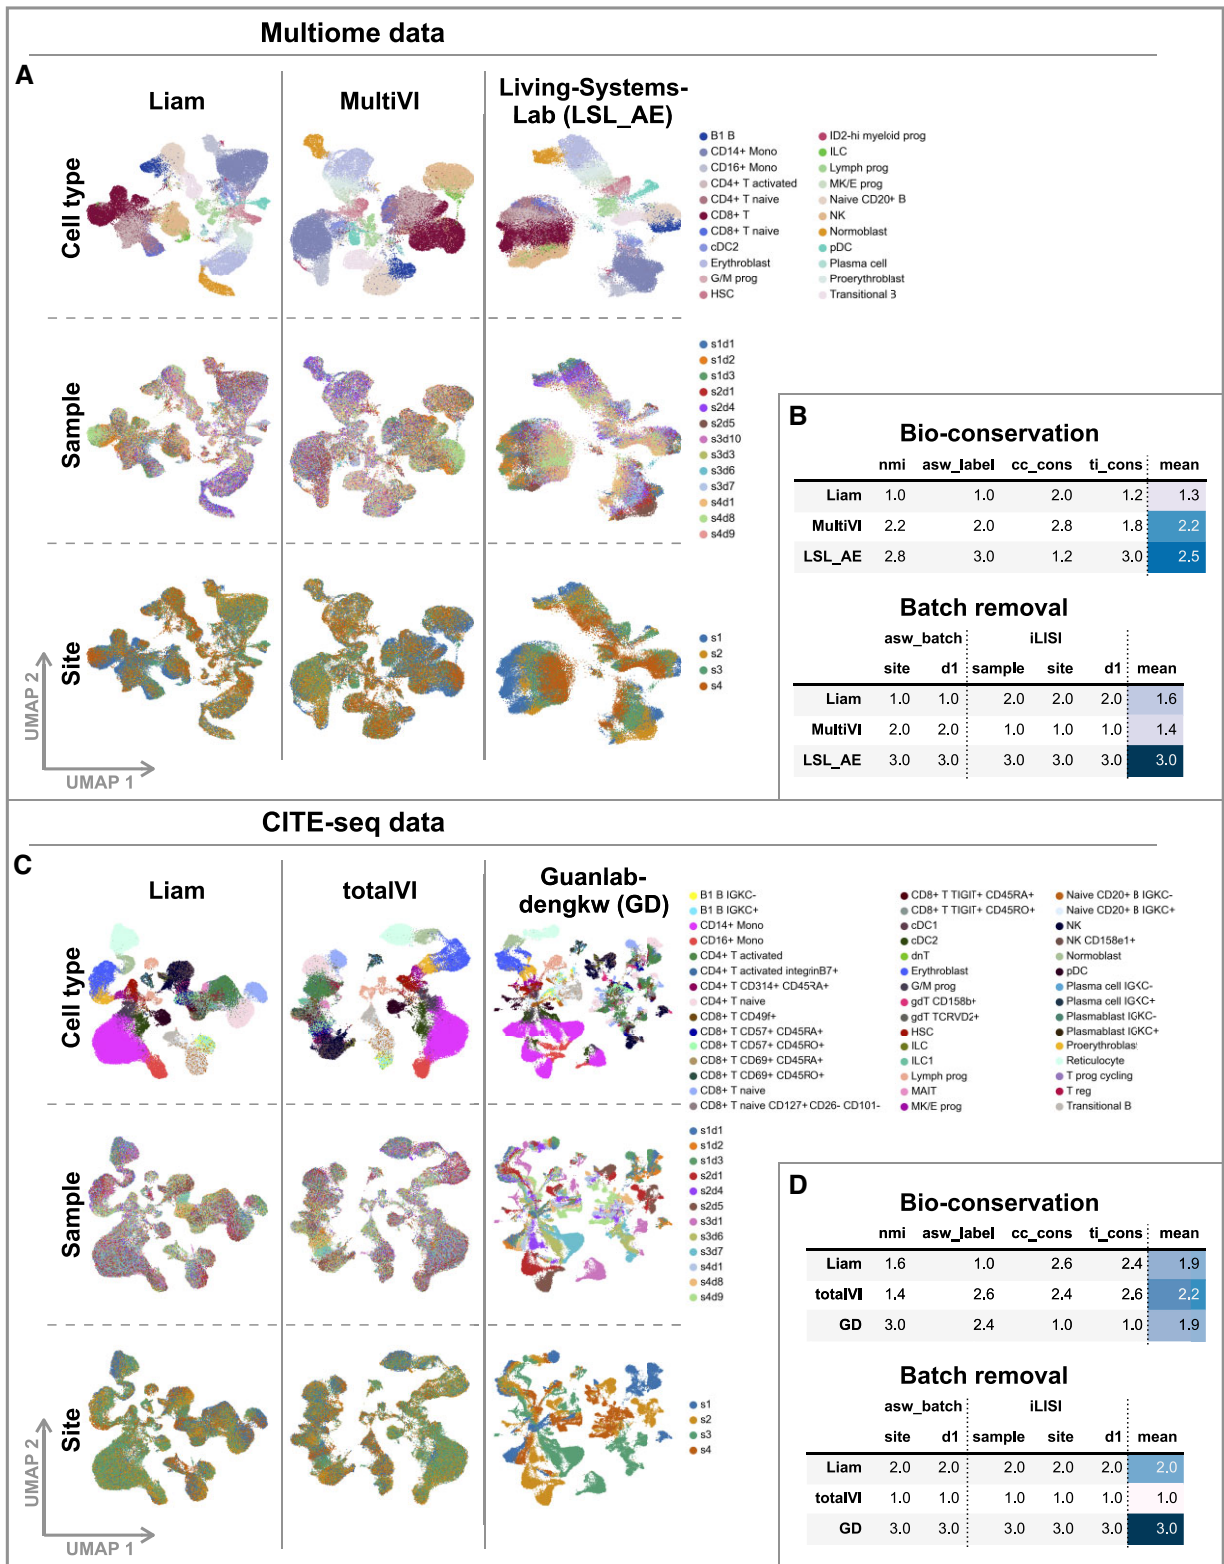 Multiome data
A
Liam
MultiVI
Living-Systems-
Lab (LSL_AE)
Cell type
B1 B
CD14+ Mono
CD16+ Mono
CD4+ T activated
CD4+ T naive
CD8+ T
CD8+ T naive
cDC2
Erythroblast
G/M prog
HSC
ID2-hi myeloid prog
ILC
Lymph prog
MK/E prog
Naive CD20+ B
NK
Normoblast
pDC
Plasma cell
Proerythroblast
Transitional B
Sample
s1d1
s1d2
s1d3
s2d1
s2d4
s2d5
s3d10
s3d3
s3d6
s3d7
s4d1
s4d8
s4d9
Site
s1
s2
s3
s4
UMAP 2
UMAP 1
B
Bio-conservation
nmi asw_label cc_cons ti_cons mean
Liam 1.0 1.0 2.0 1.2 1.3
MultiVI 2.2 2.0 2.8 1.8 2.2
LSL_AE 2.8 3.0 1.2 3.0 2.5
Batch removal
asw_batch iLISI
site d1 sample site d1 mean
Liam 1.0 1.0 2.0 2.0 2.0 1.6
MultiVI 2.0 2.0 1.0 1.0 1.0 1.4
LSL_AE 3.0 3.0 3.0 3.0 3.0 3.0
CITE-seq data
C
Liam
totalVI
Guanlab-
dengkw (GD)
Cell type
B1 B IGKC-
B1 B IGKC+
CD14+ Mono
CD16+ Mono
CD4+ T activated
CD4+ T activated integrinB7+
CD4+ T CD314+ CD45RA+
CD4+ T naive
CD8+ T CD49f+
CD8+ T CD57+ CD45RA+
CD8+ T CD57+ CD45RO+
CD8+ T CD69+ CD45RA+
CD8+ T CD69+ CD45RO+
CD8+ T naive
CD8+ T naive CD127+CD26- CD101-
CD8+ T TIGIT+ CD45RA+
CD8+ T TIGIT+ CD45RO+
cDC1
cDC2
dnT
Erythroblast
G/M prog
gdT CD158b+
gdT TCRVD2+
HSC
ILC
ILC1
Lymph prog
MAIT
MK/E prog
Naive CD20+ B IGKC-
Naive CD20+ B IGKC+
NK
NK CD158e1+
Normoblast
pDC
Plasma cell IGKC-
Plasma cell IGKC+
Plasmablast IGKC-
Plasmablast IGKC+
Proerythroblast
Reticulocyte
T prog cycling
T reg
Transitional B
Sample
s1d1
s1d2
s1d3
s2d1
s2d4
s2d5
s3d1
s3d6
s3d7
s4d1
s4d8
s4d9
Site
s1
s2
s3
s4
UMAP 2
UMAP 1
D
Bio-conservation
nmi asw_label cc_cons ti_cons mean
Liam 1.6 1.0 2.6 2.4 1.9
totalVI 1.4 2.6 2.4 2.6 2.2
GD 3.0 2.4 1.0 1.0 1.9
Batch removal
asw_batch iLISI
site d1 sample site d1 mean
Liam 2.0 2.0 2.0 2.0 2.0 2.0
totalVI 1.0 1.0 1.0 1.0 1.0 1.0
GD 3.0 3.0 3.0 3.0 3.0 3.0